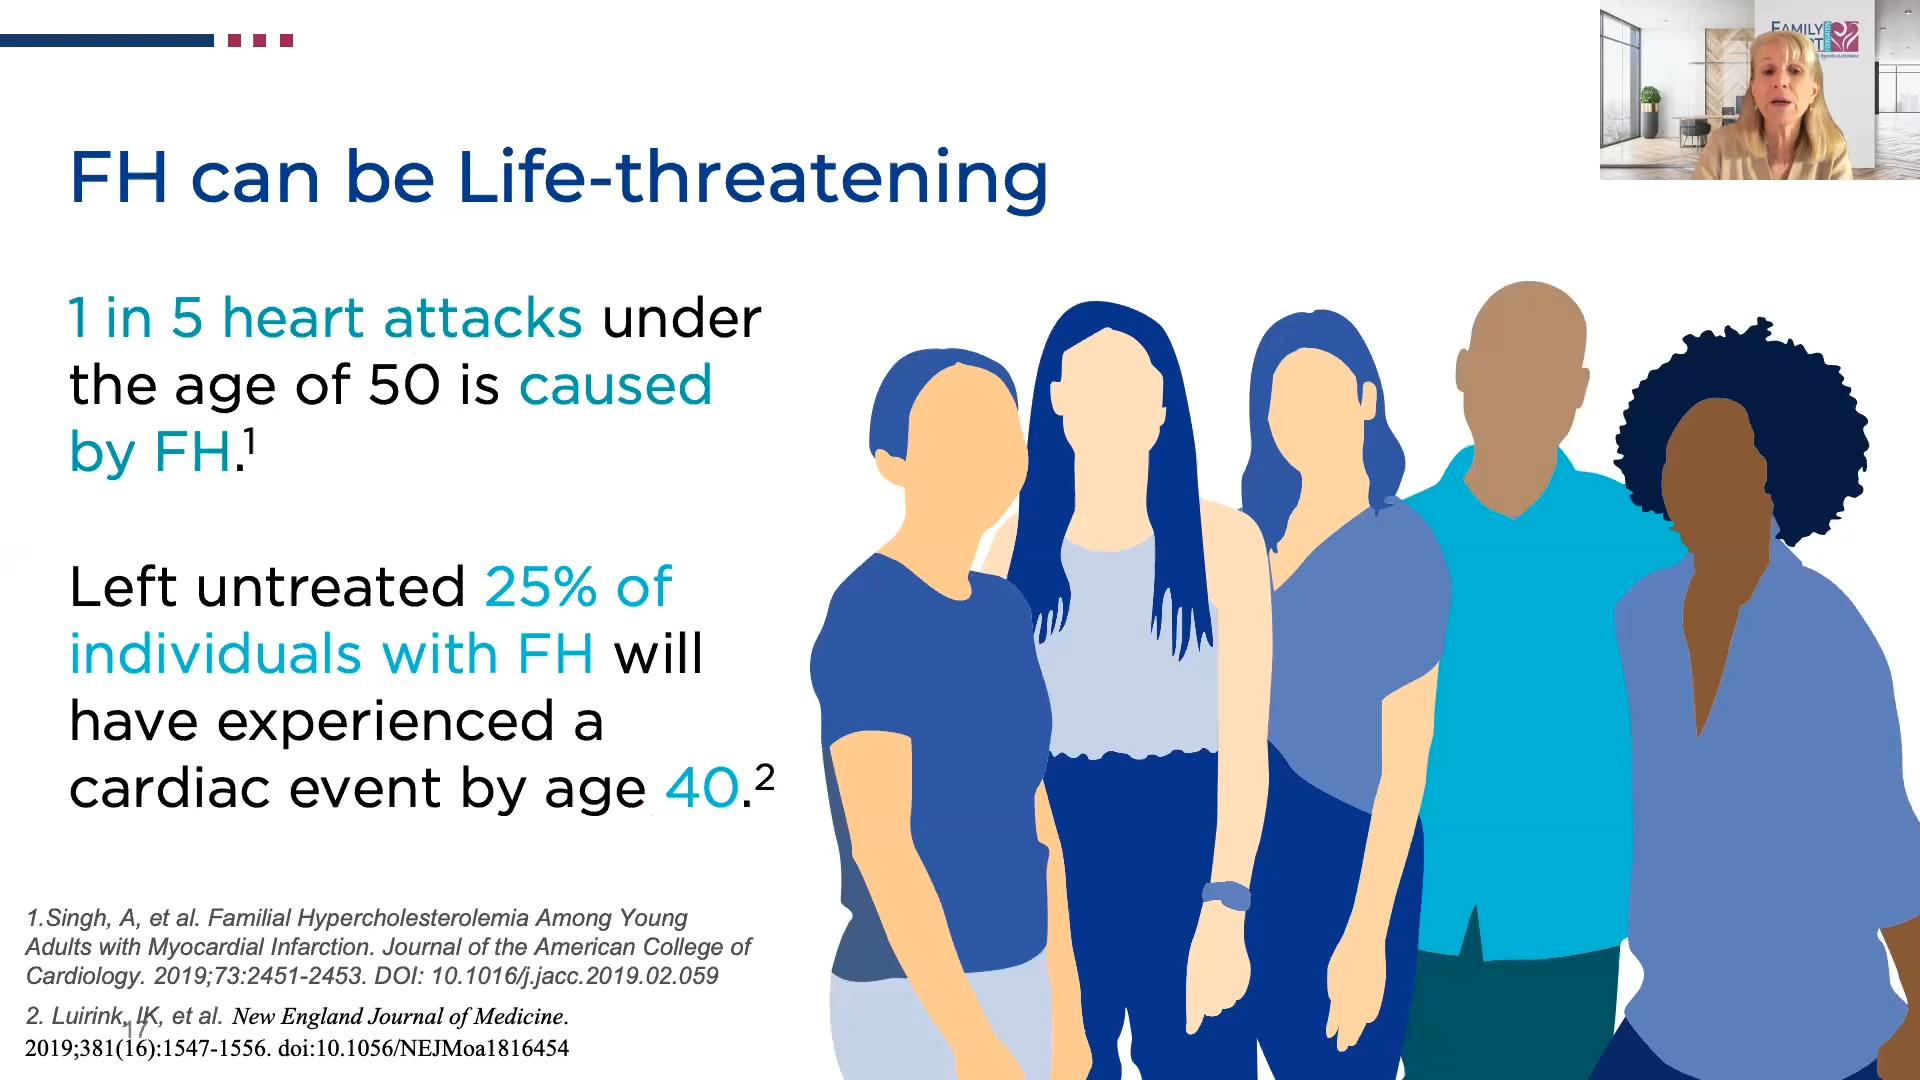 FAMILY
FH can be Life-threatening
1 in 5 heart attacks under
the age of 50 is caused
by FH.1
Left untreated 25% of
individuals with FH will
have experienced a
cardiac event by age 40.2
1.Singh, A, et al. Familial Hypercholesterolemia Among Young
Adults with Myocardial Infarction. Journal of the American College of
Cardiology. 2019;73:2451-2453. DOI: 10.1016/j.jacc.2019.02.059
2. Luirink, IK, et al. New England Journal of Medicine.
17
2019;381(16):1547-1556. doi:10.1056/NEJMoa1816454